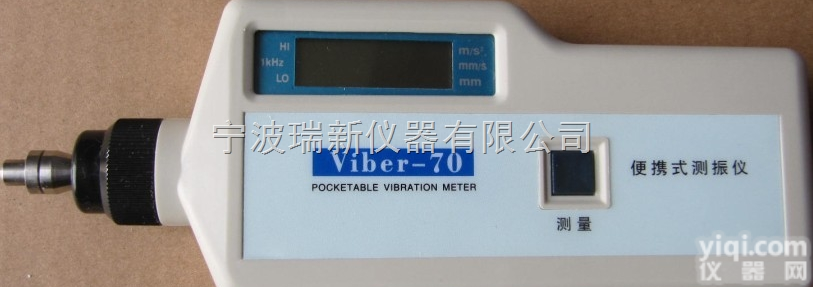 HI
1kHz
LO
m/s².
mm/s
mm
宁波瑞新仪器有限公司
Viber-70
POCKETABLE VIBRATION METER
便携式测振仪
测量
yiqi.com
仪器网